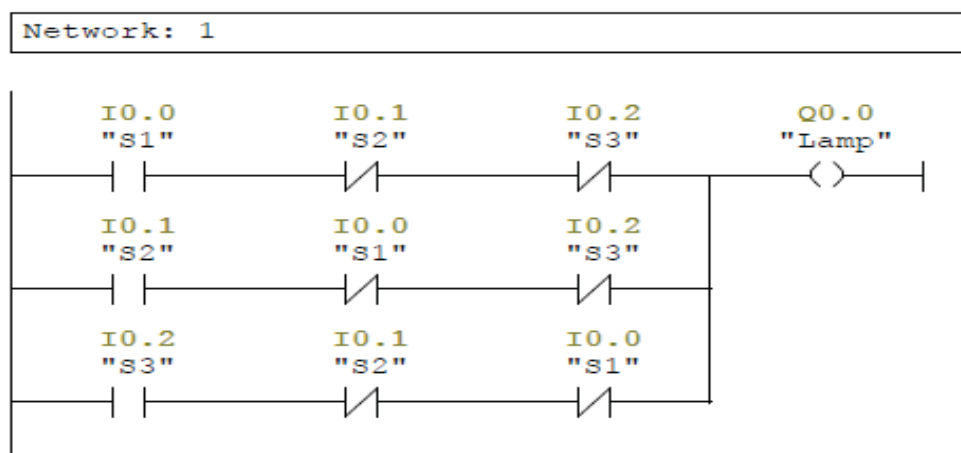 Network: 1
I0.0 I0.1 I0.2 Q0.0
"S1" "S2" "S3" "Lamp"
I0.1 I0.0 I0.2
"S2" "S1" "S3"
I0.2 I0.1 I0.0
"S3" "S2" "S1"